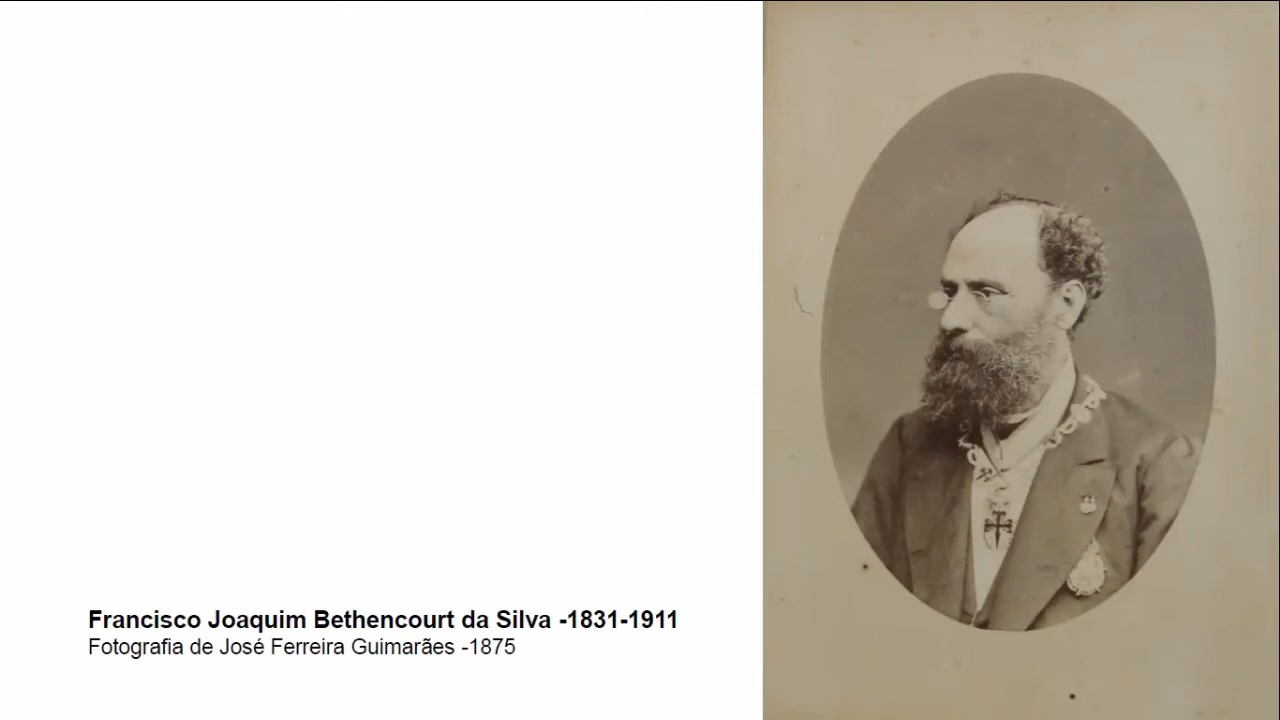 Francisco Joaquim Bethencourt da Silva -1831-1911
Fotografia de José Ferreira Guimarães -1875